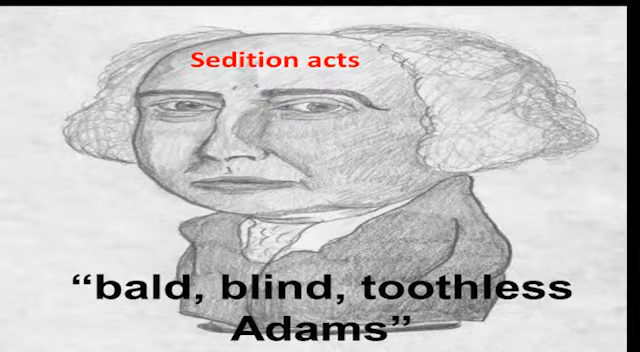 Sedition acts
“bald, blind, toothless
Adams”